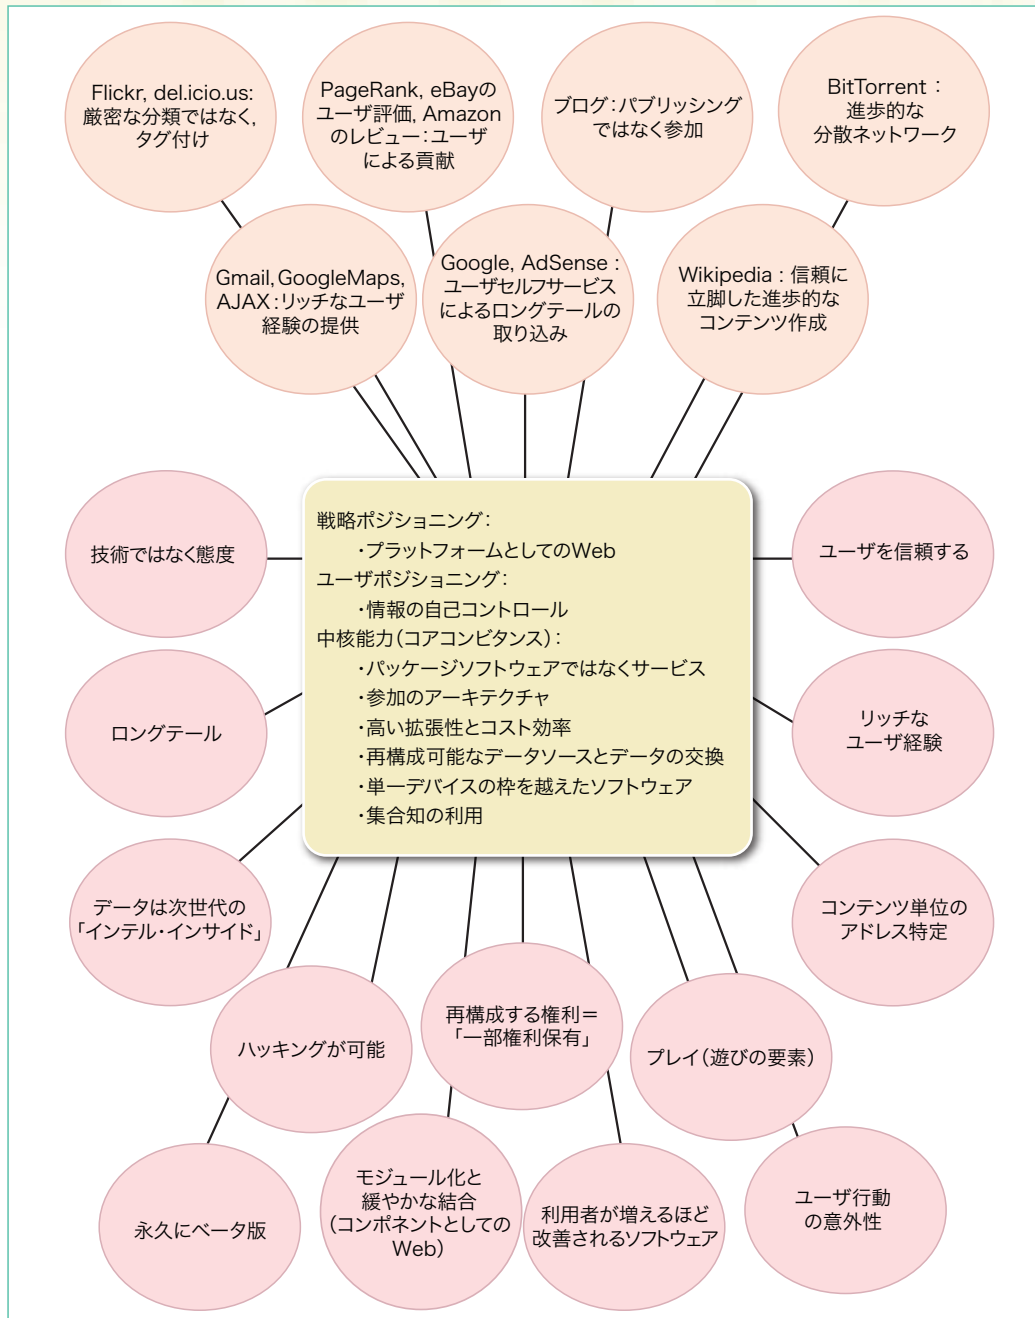 Flickr, del.icio.us:
厳密な分類ではなく,
タグ付け
PageRank, eBayの
ユーザ評価, Amazon
のレビュー：ユーザ
による貢献
ブログ：パブリッシング
ではなく参加
BitTorrent：
進歩的な
分散ネットワーク
Gmail, GoogleMaps,
AJAX：リッチなユーザ
経験の提供
Google, AdSense：
ユーザセルフサービス
によるロングテールの
取り込み
Wikipedia：信頼に
立脚した進歩的な
コンテンツ作成
戦略ポジショニング：
・プラットフォームとしてのWeb
ユーザポジショニング：
・情報の自己コントロール
中核能力（コアコンピタンス）：
・パッケージソフトウェアではなくサービス
・参加のアーキテクチャ
・高い拡張性とコスト効率
・再構成可能なデータソースとデータの交換
・単一デバイスの枠を越えたソフトウェア
・集合知の利用
技術ではなく態度
ユーザを信頼する
ロングテール
リッチな
ユーザ経験
データは次世代の
「インテル・インサイド」
コンテンツ単位の
アドレス特定
ハッキングが可能
再構成する権利＝
「一部権利保有」
プレイ（遊びの要素）
永久にベータ版
モジュール化と
緩やかな結合
（コンポネントとしての
Web）
利用者が増えるほど
改善されるソフトウェア
ユーザ行動
の意外性